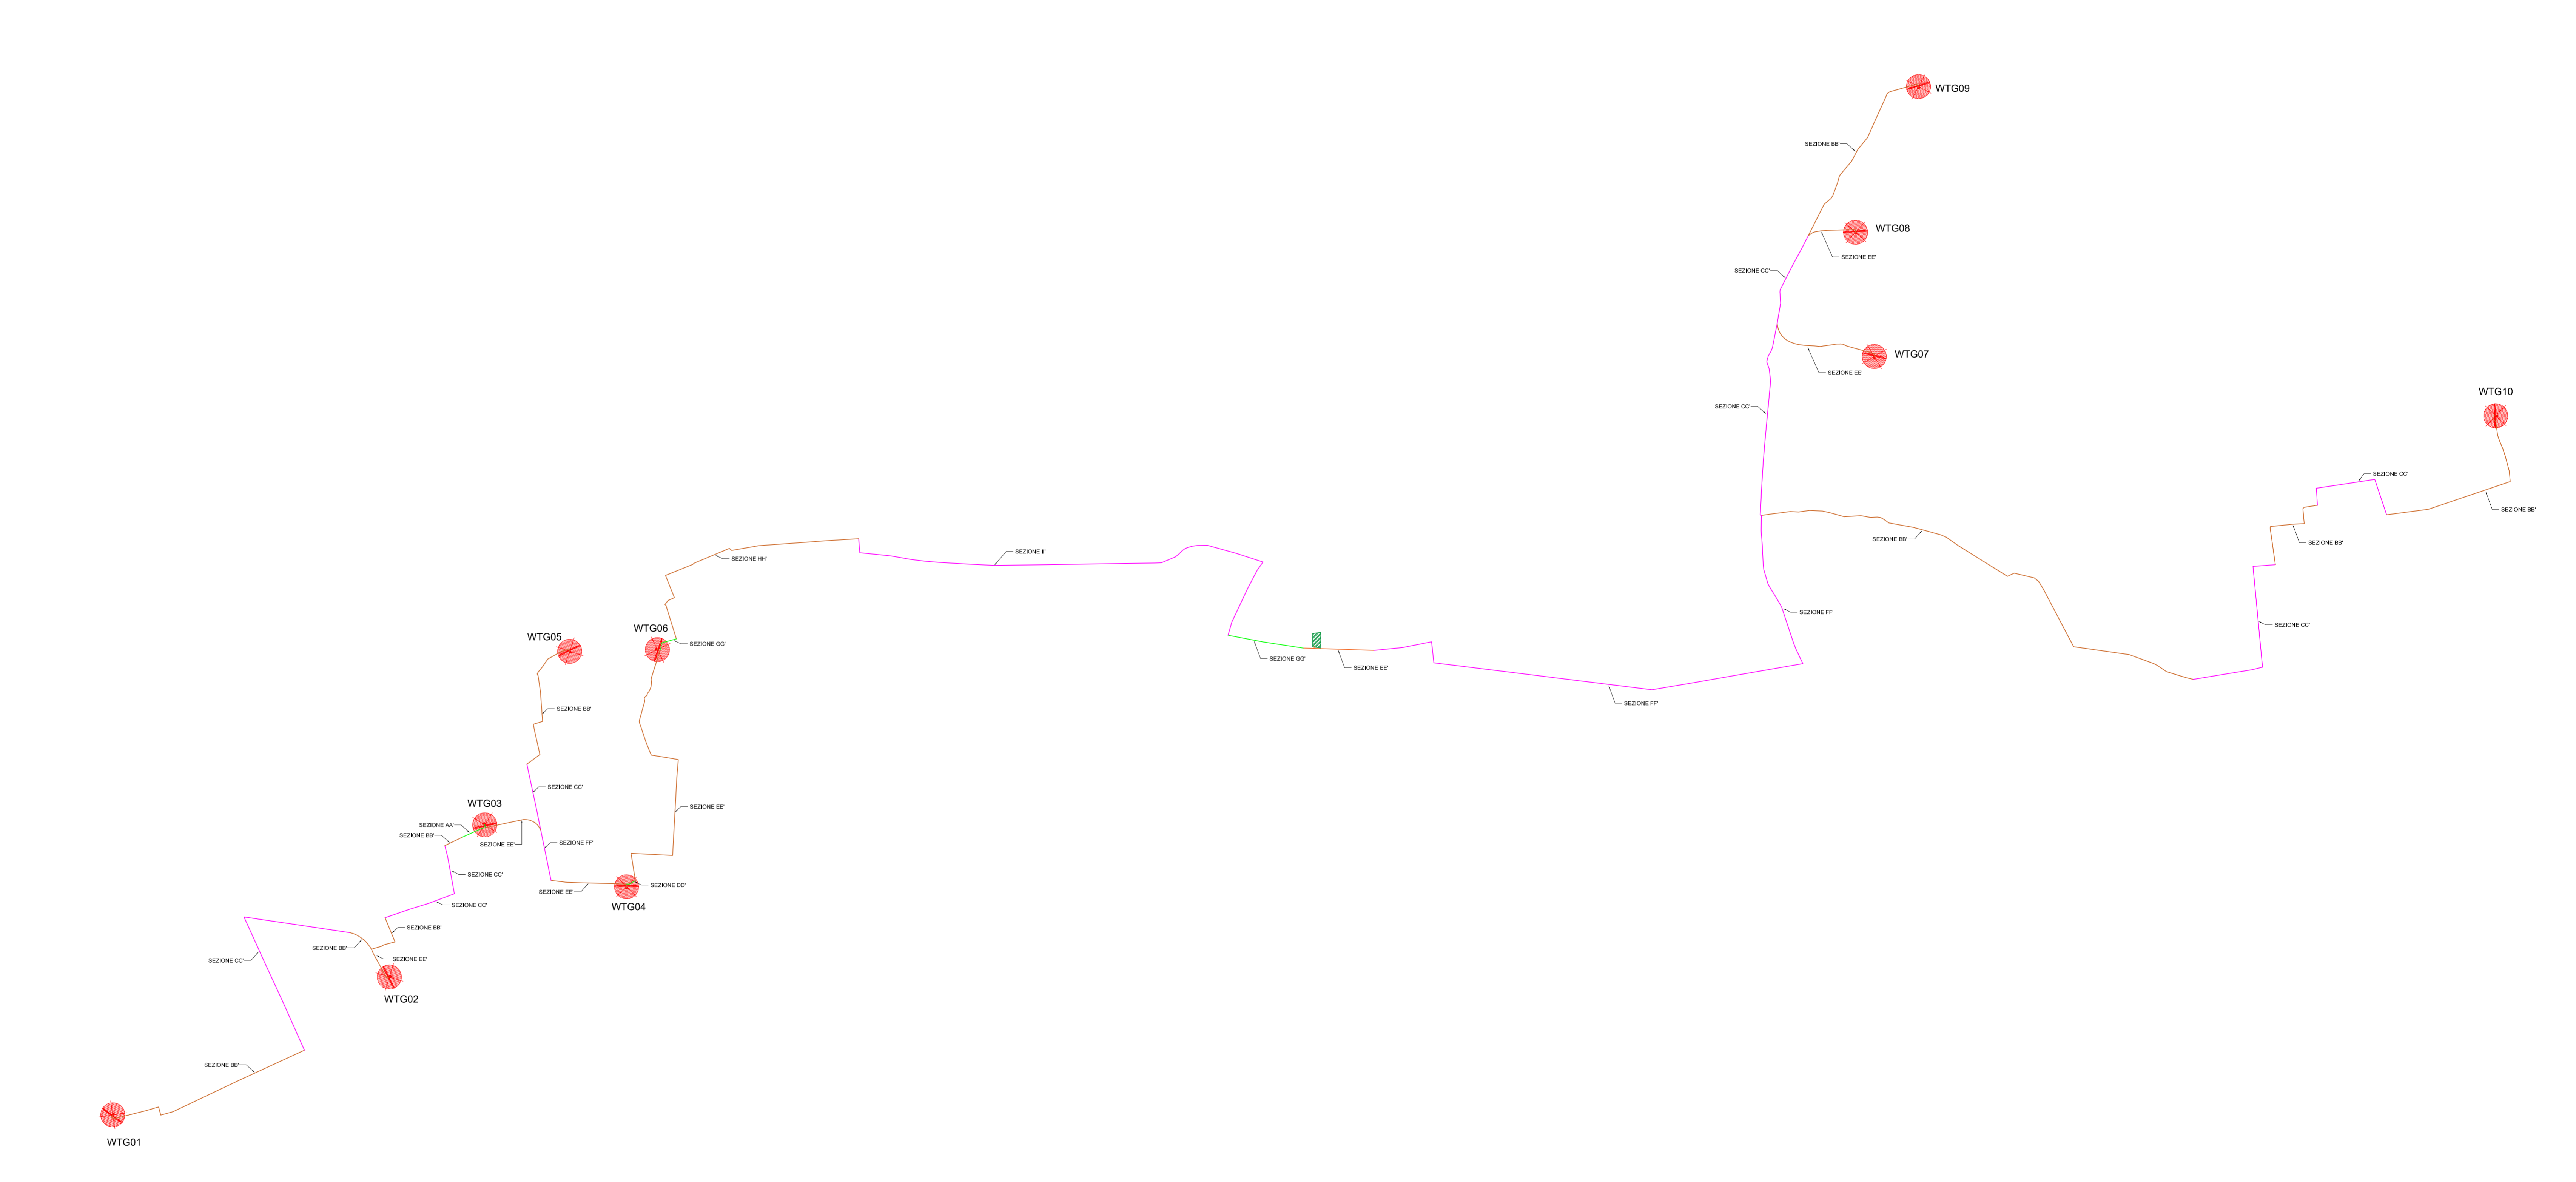 WTG09
SEZIONE BB'
WTG08
SEZIONE EE'
SEZIONE CC'
WTG07
SEZIONE EE'
SEZIONE CC'
WTG10
SEZIONE CC'
SEZIONE BB'
SEZIONE BB'
SEZIONE BB'
SEZIONE II'
SEZIONE HH'
SEZIONE FF'
SEZIONE CC'
WTG05
WTG06
SEZIONE GG'
SEZIONE GG'
SEZIONE EE'
SEZIONE FF'
SEZIONE BB'
SEZIONE CC'
WTG03
SEZIONE EE'
SEZIONE AA'
SEZIONE BB'
SEZIONE EE'
SEZIONE FF'
SEZIONE CC'
SEZIONE EE'
SEZIONE DD'
SEZIONE CC'
WTG04
SEZIONE BB'
SEZIONE BB'
SEZIONE EE'
SEZIONE CC'
WTG02
SEZIONE BB'
WTG01